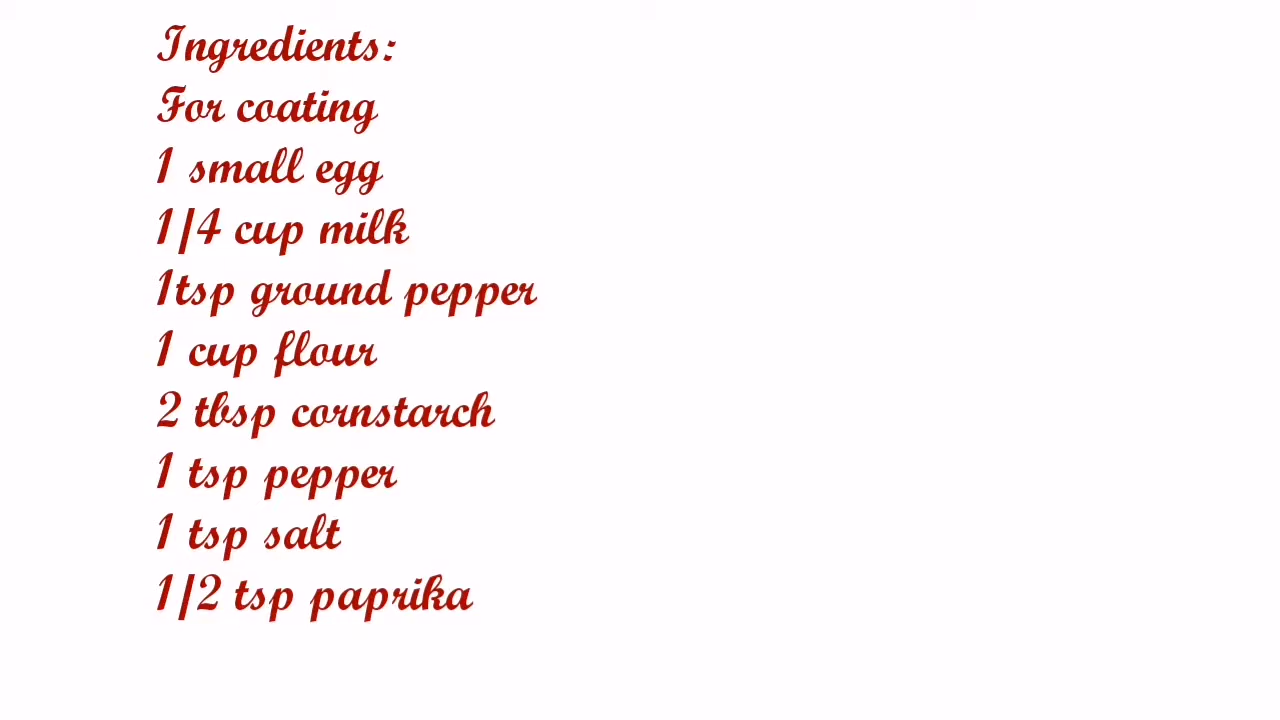 Ingredients:
For coating
1 small egg
1/4 cup milk
1tsp ground pepper
1 cup flour
2 tbsp cornstarch
1 tsp pepper
1 tsp salt
1/2 tsp paprika